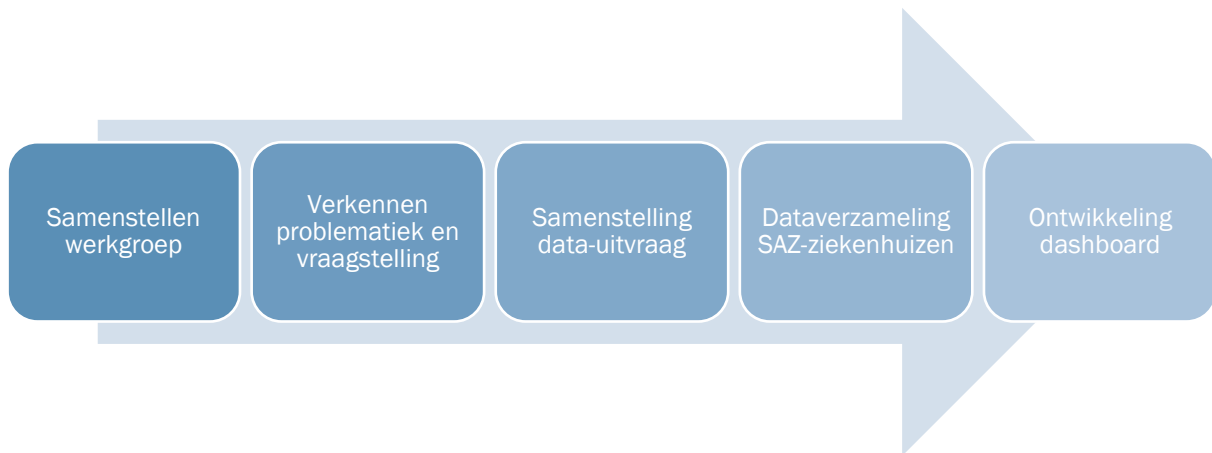 Samenstellen
werkgroep
Verkennen
problematiek en
vraagstelling
Samenstelling
data-uitvraag
Dataverzameling
SAZ-ziekenhuizen
Ontwikkeling
dashboard